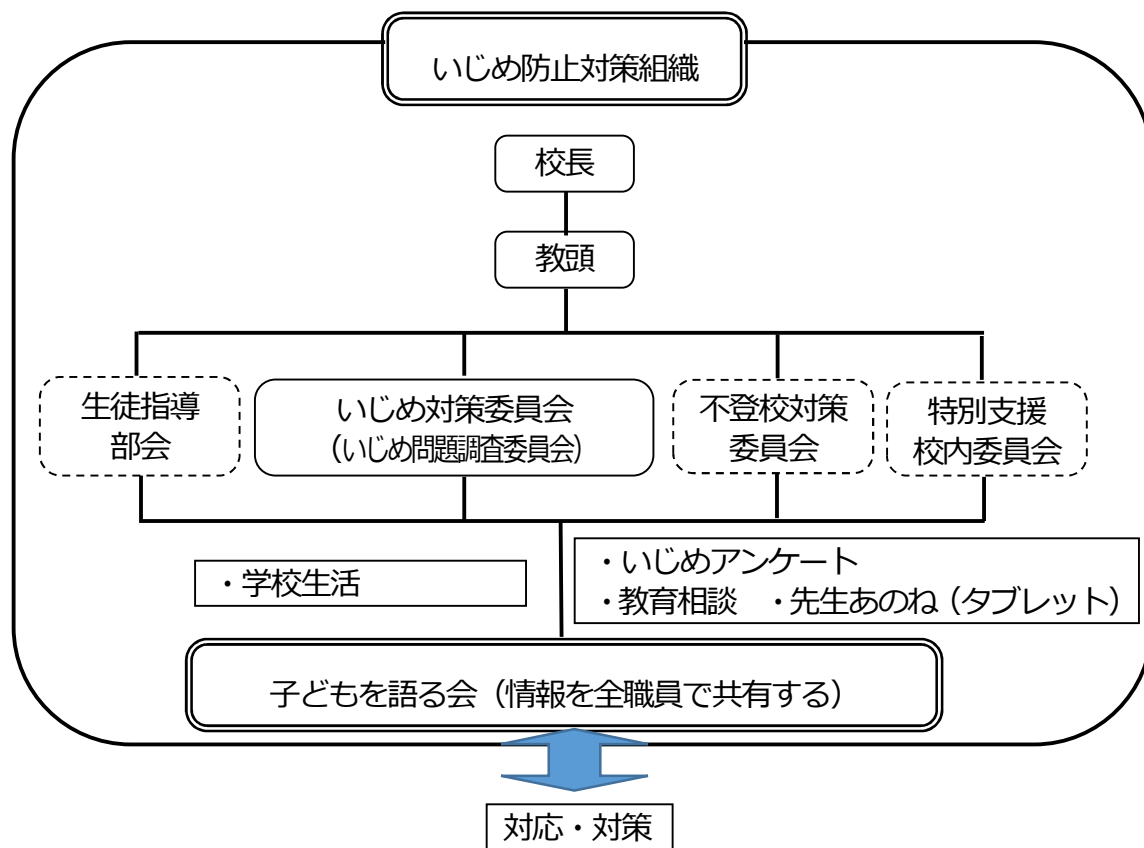 いじめ防止対策組織
校長
教頭
生徒指導
部会
いじめ対策委員会
（いじめ問題調査委員会）
不登校対策
委員会
特別支援
校内委員会
・学校生活
・いじめアンケート
・教育相談　・先生あのね（タブレット）
子どもを語る会（情報を全職員で共有する）
対応・対策